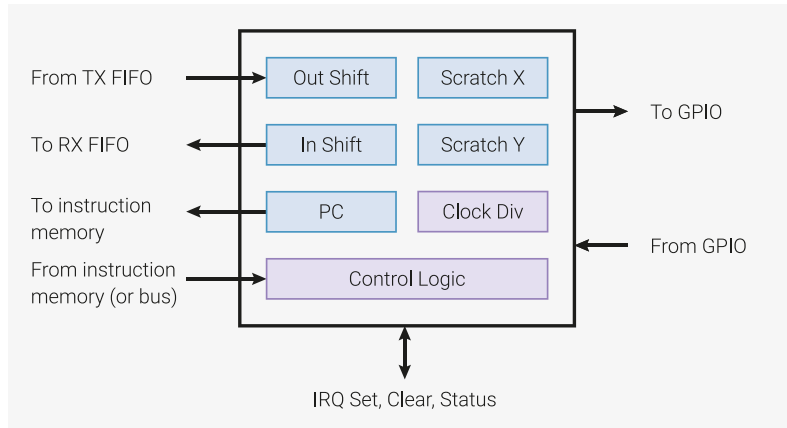 From TX FIFO
Out Shift
Scratch X
To GPIO
To RX FIFO
In Shift
Scratch Y
To instruction
memory
PC
Clock Div
From GPIO
From instruction
memory (or bus)
Control Logic
IRQ Set, Clear, Status